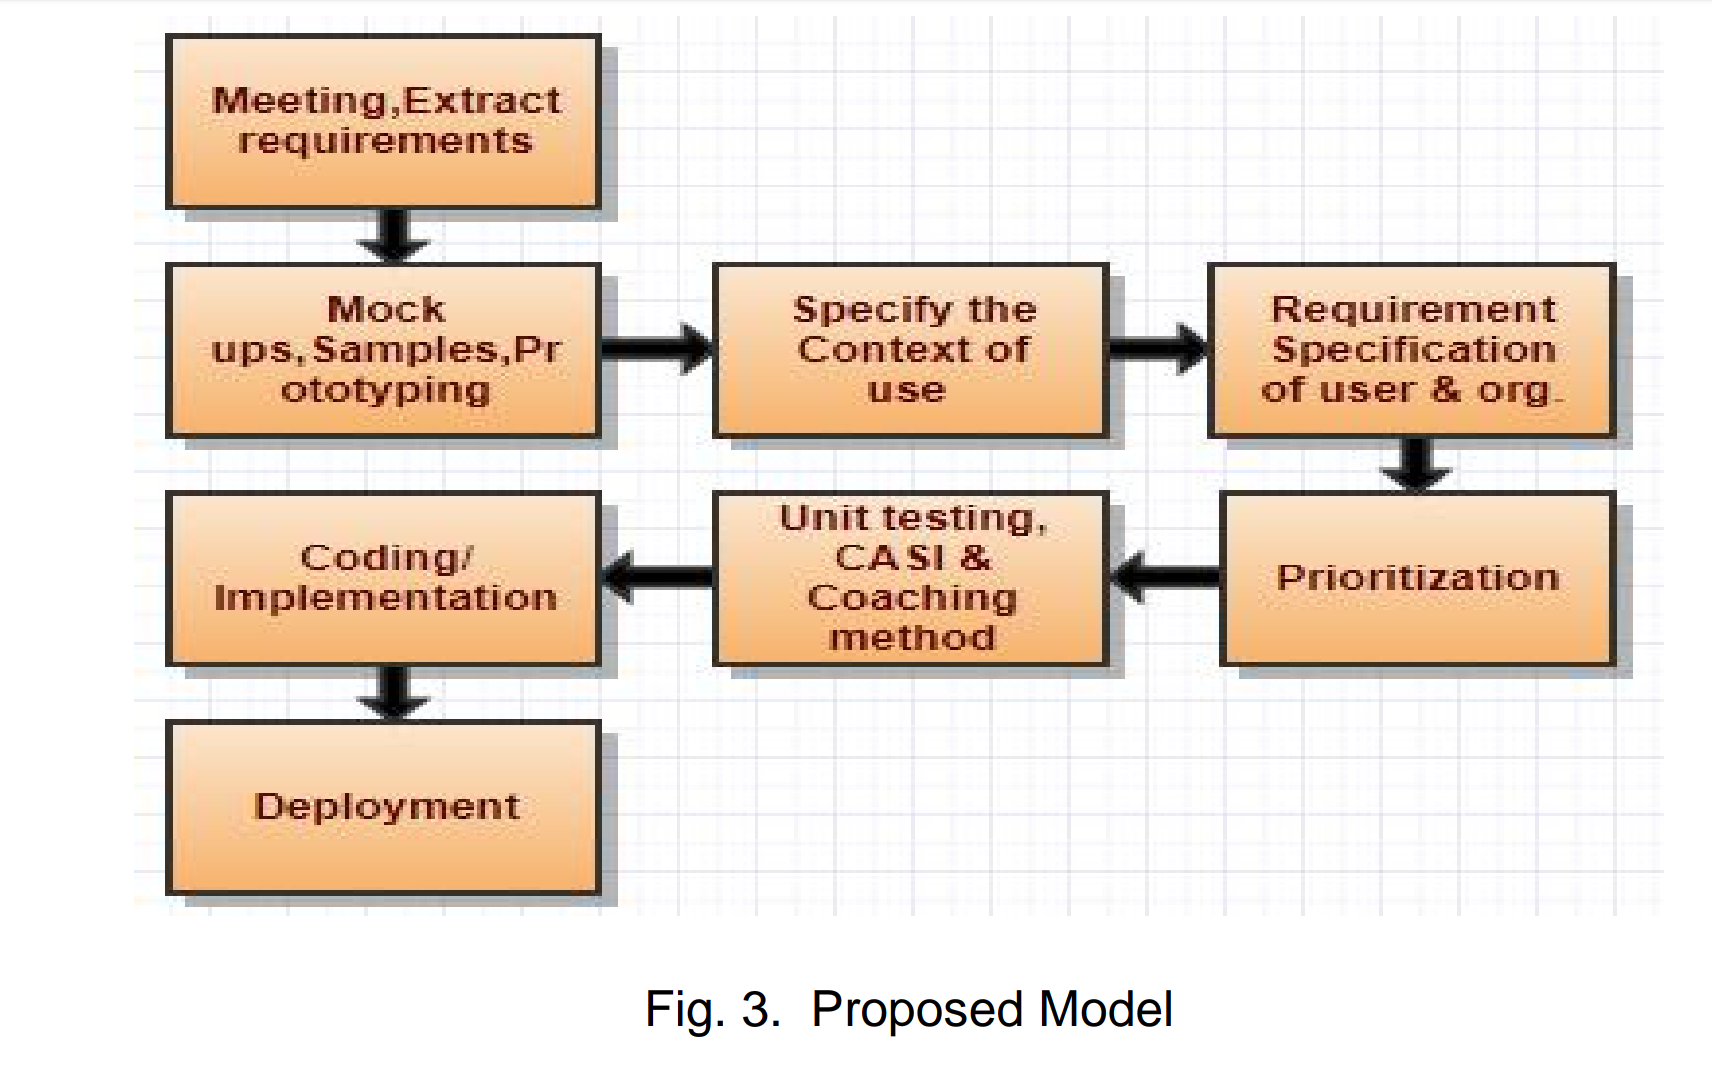 Meeting,Extract
requirements
Mock
ups,Samples,Pr
ototyping
Specify the
Context of
use
Requirement
Specification
of user & org.
Prioritization
Unit testing,
CASI &
Coaching
method
Coding/
Implementation
Deployment
Fig. 3. Proposed Model